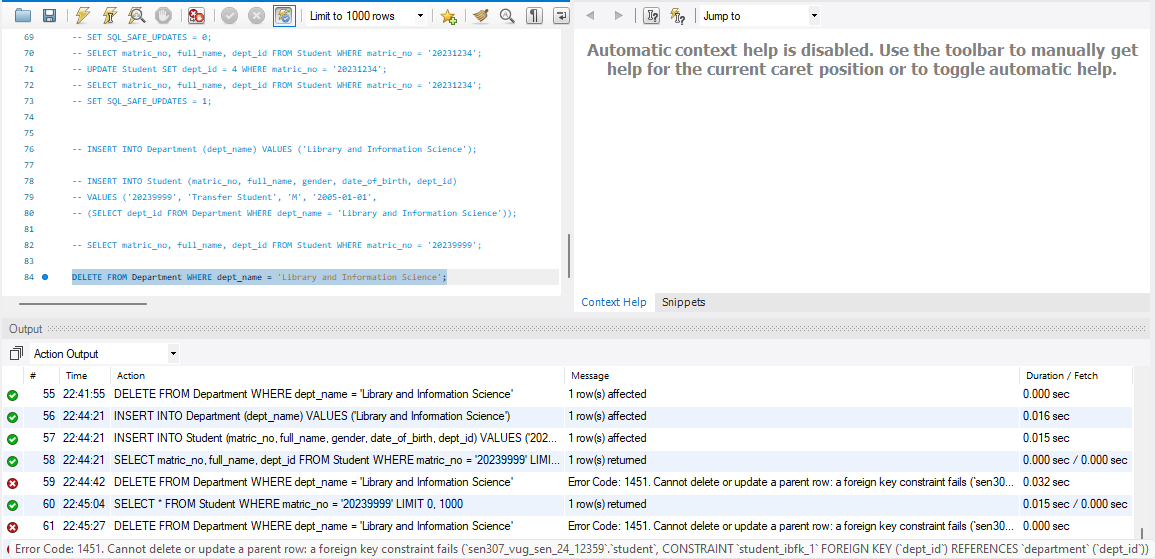 Limit to 1000 rows
Jump to
69 -- SET SQL_SAFE_UPDATES = 0;
70 -- SELECT matric_no, full_name, dept_id FROM Student WHERE matric_no = '20231234';
71 -- UPDATE Student SET dept_id = 4 WHERE matric_no = '20231234';
72 -- SELECT matric_no, full_name, dept_id FROM Student WHERE matric_no = '20231234';
73 -- SET SQL_SAFE_UPDATES = 1;
74
75
76 -- INSERT INTO Department (dept_name) VALUES ('Library and Information Science');
77
78 -- INSERT INTO Student (matric_no, full_name, gender, date_of_birth, dept_id)
79 -- VALUES ('20239999', 'Transfer Student', 'M', '2005-01-01',
80 -- (SELECT dept_id FROM Department WHERE dept_name = 'Library and Information Science'));
81
82 -- SELECT matric_no, full_name, dept_id FROM Student WHERE matric_no = '20239999';
83
84 DELETE FROM Department WHERE dept_name = 'Library and Information Science';
Automatic context help is disabled. Use the toolbar to manually get
help for the current caret position or to toggle automatic help.
Context Help Snippets
Output
Action Output
# Time Action Message Duration / Fetch
55 22:41:55 DELETE FROM Department WHERE dept_name = 'Library and Information Science' 1 row(s) affected 0.000 sec
56 22:44:21 INSERT INTO Department (dept_name) VALUES ('Library and Information Science') 1 row(s) affected 0.016 sec
57 22:44:21 INSERT INTO Student (matric_no, full_name, gender, date_of_birth, dept_id) VALUES ('202... 1 row(s) affected 0.015 sec
58 22:44:21 SELECT matric_no, full_name, dept_id FROM Student WHERE matric_no = '20239999' LIMI... 1 row(s) returned 0.000 sec / 0.000 sec
59 22:44:42 DELETE FROM Department WHERE dept_name = 'Library and Information Science' Error Code: 1451. Cannot delete or update a parent row: a foreign key constraint fails (`sen30... 0.032 sec
60 22:45:04 SELECT * FROM Student WHERE matric_no = '20239999' LIMIT 0, 1000 1 row(s) returned 0.015 sec / 0.000 sec
61 22:45:27 DELETE FROM Department WHERE dept_name = 'Library and Information Science' Error Code: 1451. Cannot delete or update a parent row: a foreign key constraint fails (`sen30... 0.000 sec
Error Code: 1451. Cannot delete or update a parent row: a foreign key constraint fails (`sen307_vug_sen_24_12359`.`student`, CONSTRAINT `student_ibfk_1` FOREIGN KEY (`dept_id`) REFERENCES `department` (`dept_id`))